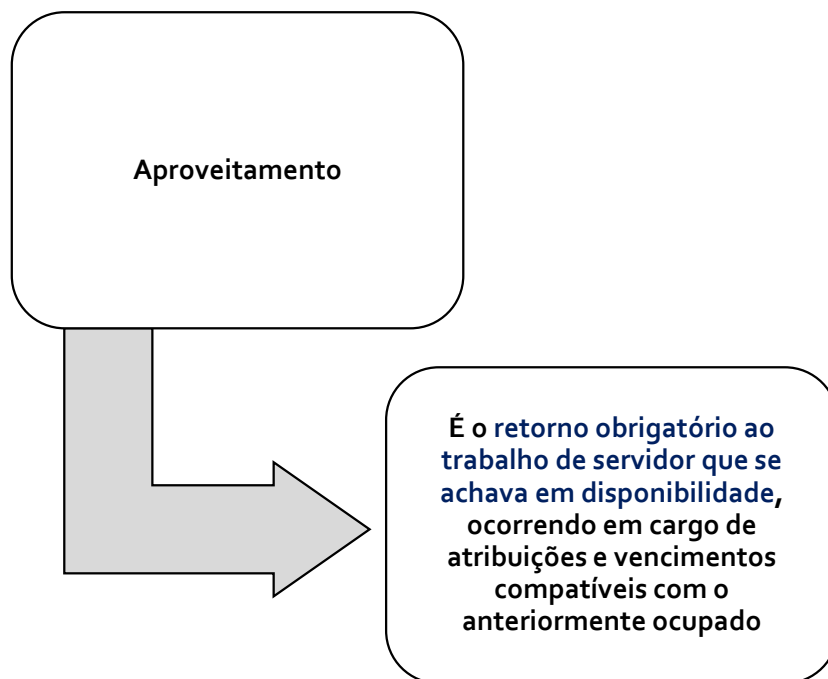 Aproveitamento
É o retorno obrigatório ao
trabalho de servidor que se
achava em disponibilidade,
ocorrendo em cargo de
atribuições e vencimentos
compatíveis com o
anteriormente ocupado